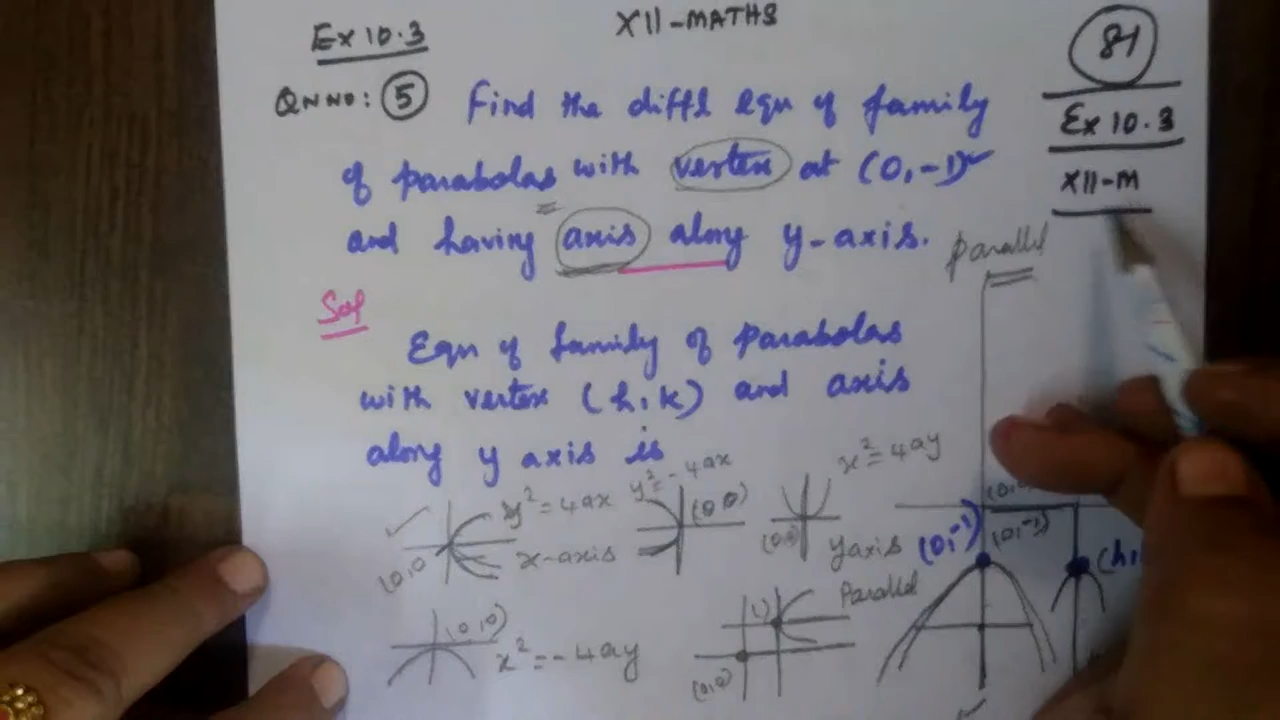 XII-MATHS
Ex 10.3
QNNO: 5 Find the diffl eqn of family
of parabolas with vertex at (0,-1)
and having axis along y-axis.
81
Ex 10.3
XII-M
parallel
Sol
Eqn of family of parabolas
with vertex (h,k) and axis
along y axis is
y²=4ax
x-axis
(0,0
y²=-4ax
(0,0)
x²=4ay
(0,0)
y axis
(0,-1)
(0,-1)
(h,
(0,0)
x²=-4ay
Parallel
(0,0)